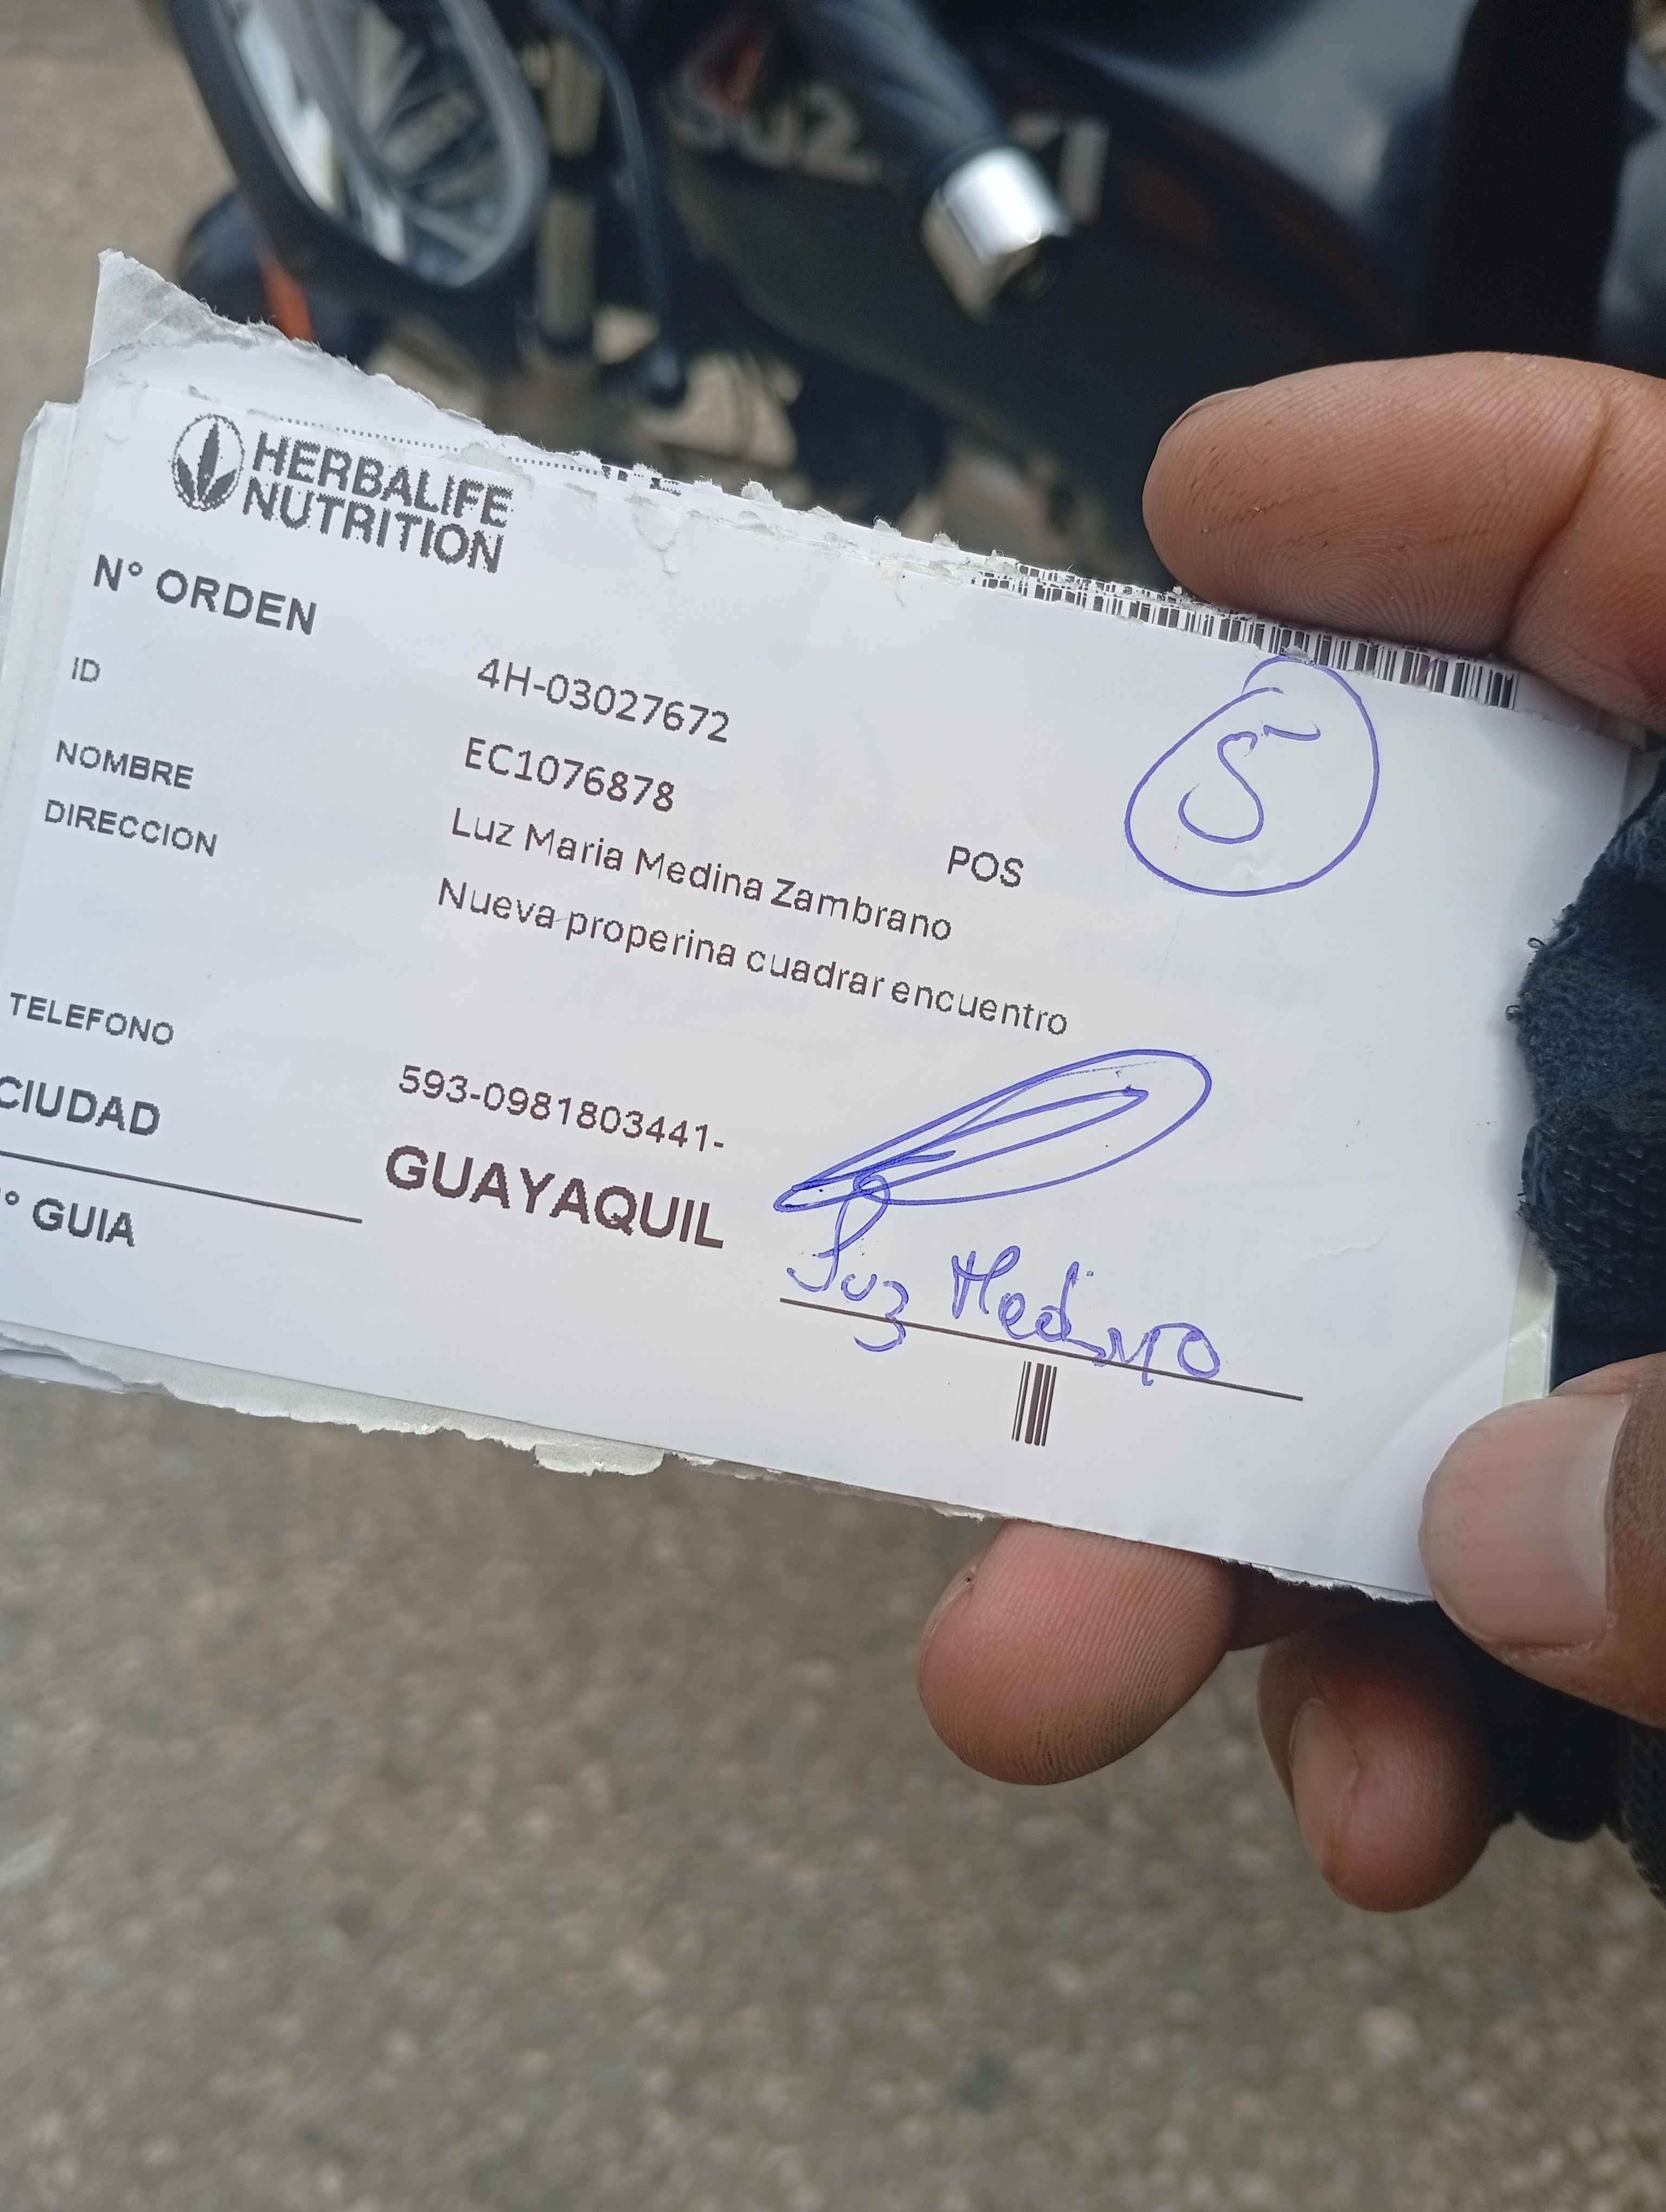 HERBALIFE
NUTRITION
N° ORDEN 4H-03027672
ID EC1076878
NOMBRE Luz Maria Medina Zambrano POS
DIRECCION Nueva properina cuadrar encuentro
TELEFONO 593-0981803441-
CIUDAD GUAYAQUIL
° GUIA
Luz Medina